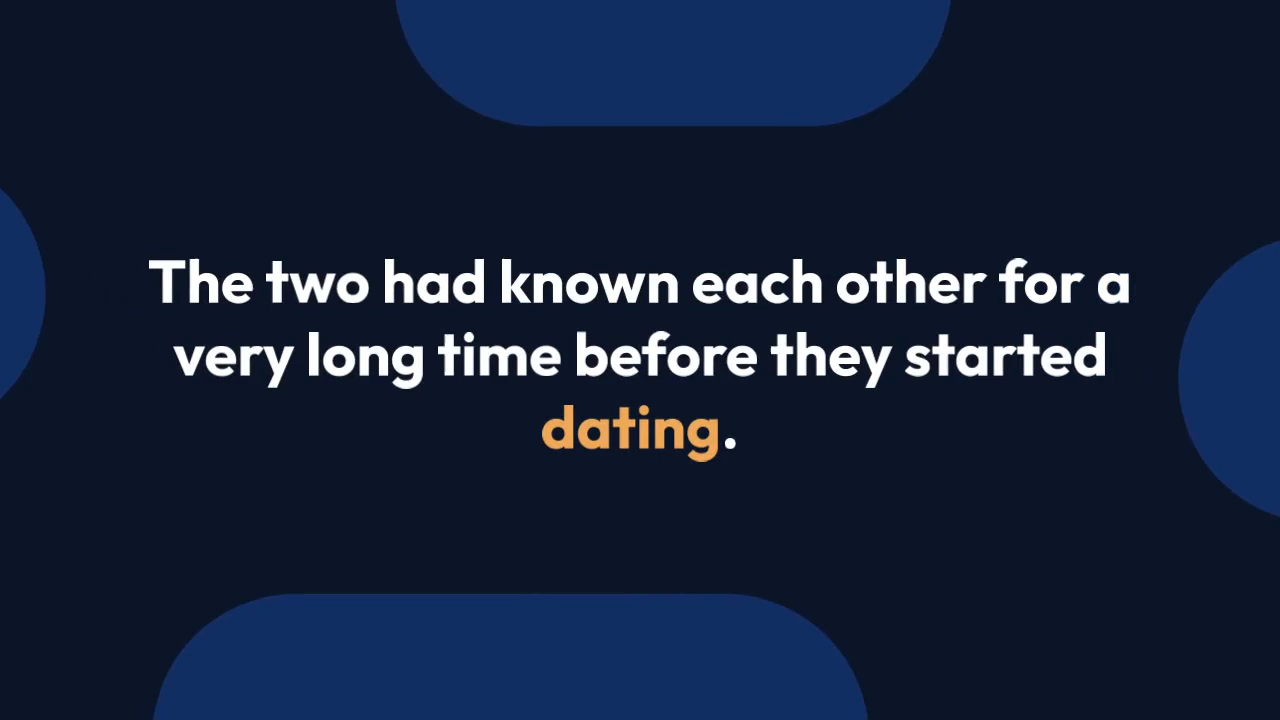 The two had known each other for a
very long time before they started
dating.